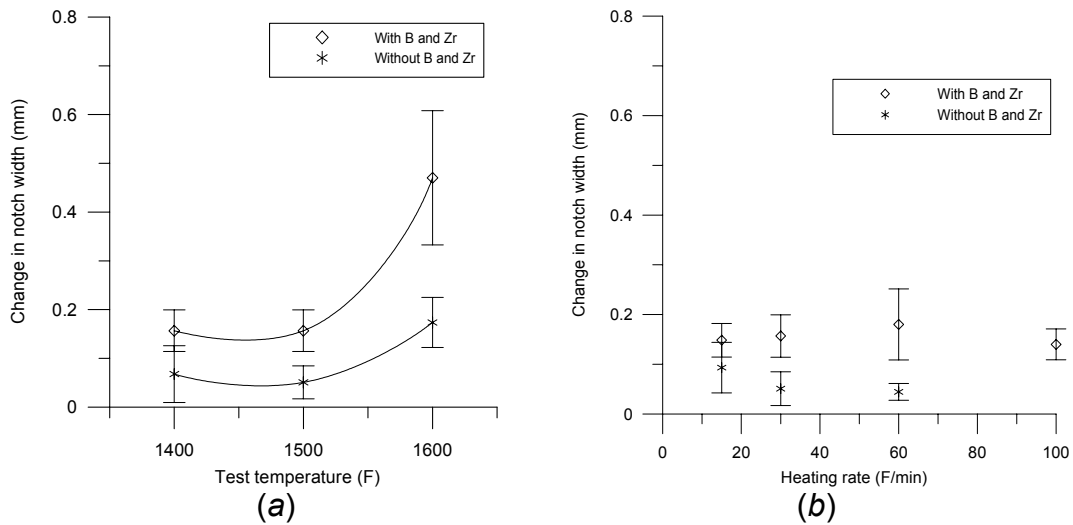 0.8
0.6
0.4
0.2
0
Change in notch width (mm)
With B and Zr
Without B and Zr
1400
1500
1600
Test temperature (F)
(a)
0.8
0.6
0.4
0.2
0
Change in notch width (mm)
With B and Zr
Without B and Zr
0
20
40
60
80
100
Heating rate (F/min)
(b)